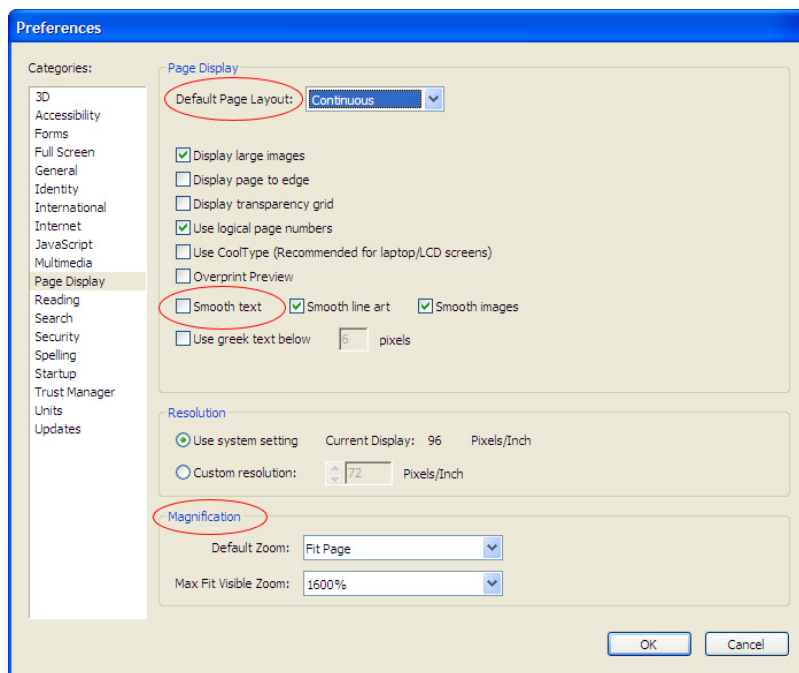 Preferences
Categories:
3D
Accessibility
Forms
Full Screen
General
Identity
International
Internet
JavaScript
Multimedia
Page Display
Reading
Search
Security
Spelling
Startup
Trust Manager
Units
Updates
Page Display
Default Page Layout: Continuous
Display large images
Display page to edge
Display transparency grid
Use logical page numbers
Use CoolType (Recommended for laptop/LCD screens)
Overprint Preview
Smooth text Smooth line art Smooth images
Use greek text below 6 pixels
Resolution
Use system setting Current Display: 96 Pixels/Inch
Custom resolution: 72 Pixels/Inch
Magnification
Default Zoom: Fit Page
Max Fit Visible Zoom: 1600%
OK Cancel